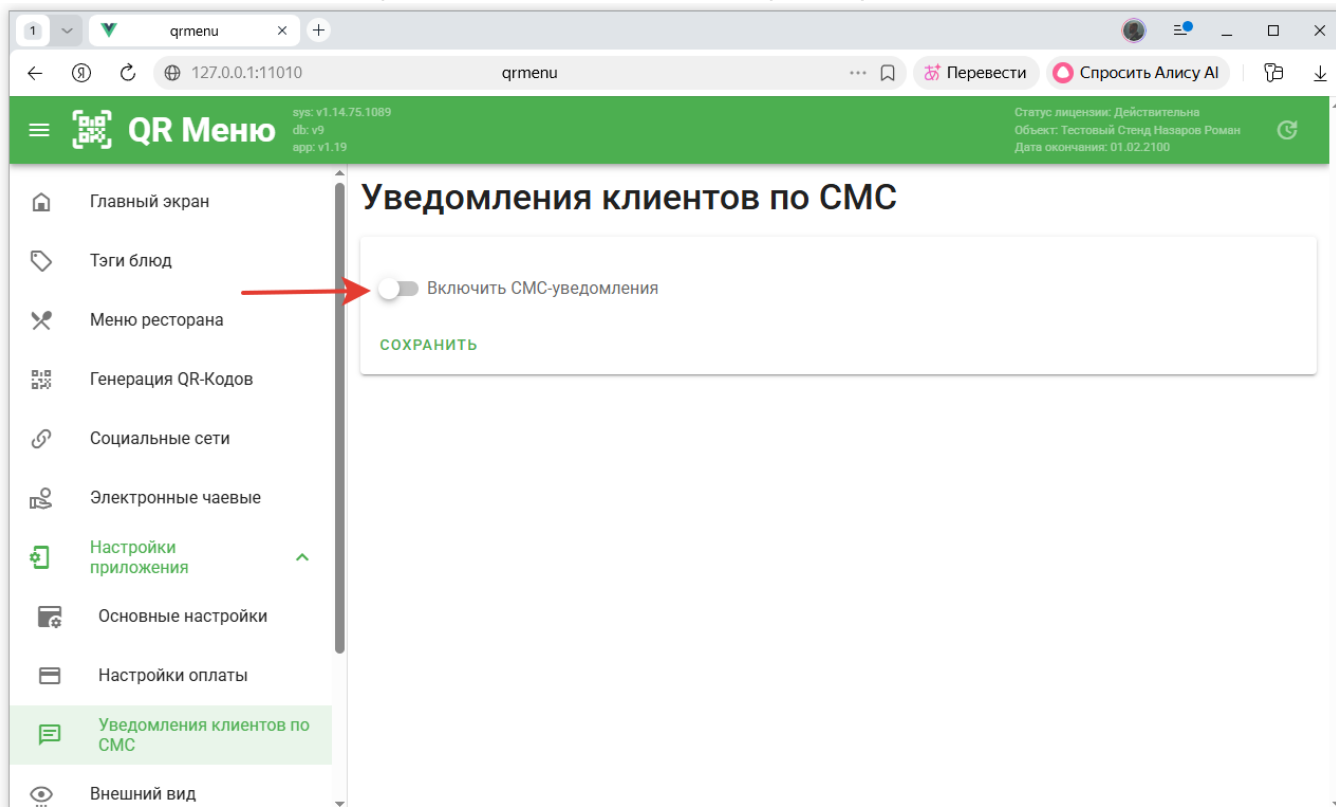 1
qrmenu
127.0.0.1:11010
qrmenu
Перевести
Спросить Алису AI
QR Меню
sys: v1.14.75.1089
db: v9
app: v1.19
Статус лицензии: Действительна
Объект: Тестовый Стенд Назаров Роман
Дата окончания: 01.02.2100
Главный экран
Тэги блюд
Меню ресторана
Генерация QR-Кодов
Социальные сети
Электронные чаевые
Настройки
приложения
Основные настройки
Настройки оплаты
Уведомления клиентов по
СМС
Внешний вид
Уведомления клиентов по СМС
Включить СМС-уведомления
СОХРАНИТЬ